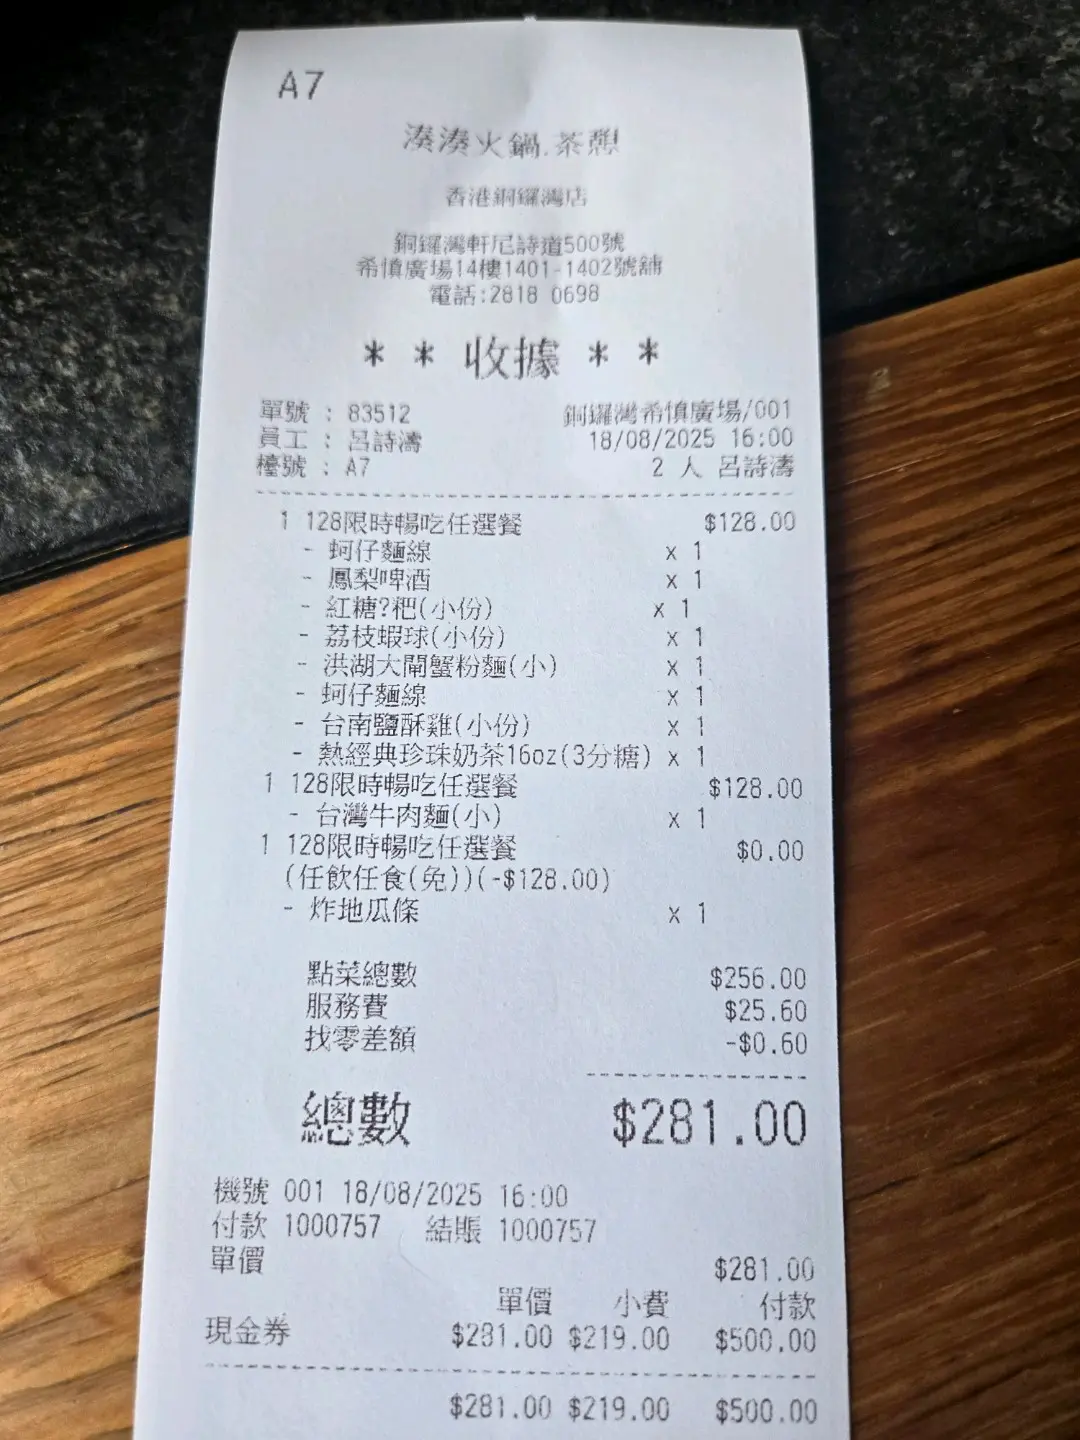 A7
湊湊火鍋.茶憩
香港銅鑼灣店
銅鑼灣軒尼詩道500號
希慎廣場14樓1401-1402號舖
電話:2818 0698
* * 收據 * *
單號 : 83512 銅鑼灣希慎廣場/001
員工 : 呂詩濤 18/08/2025 16:00
檯號 : A7 2 人 呂詩濤
1 128限時暢吃任選餐 $128.00
- 蚵仔麵線 x 1
- 鳳梨啤酒 x 1
- 紅糖?粑(小份) x 1
- 荔枝蝦球(小份) x 1
- 洪湖大閘蟹粉麵(小) x 1
- 蚵仔麵線 x 1
- 台南鹽酥雞(小份) x 1
- 熱經典珍珠奶茶16oz(3分糖) x 1
1 128限時暢吃任選餐 $128.00
- 台灣牛肉麵(小) x 1
1 128限時暢吃任選餐 $0.00
(任飲任食(免))(-$128.00)
- 炸地瓜條 x 1
點菜總數 $256.00
服務費 $25.60
找零差額 -$0.60
總數 $281.00
機號 001 18/08/2025 16:00
付款 1000757 結賬 1000757
單價 $281.00
單價 小費 付款
現金券 $281.00 $219.00 $500.00
$281.00 $219.00 $500.00